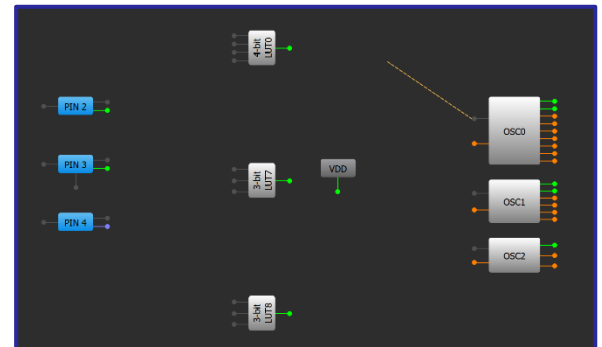 4-bit
LUT0
PIN 2
OSC0
PIN 3
3-bit
LUT7
VDD
OSC1
PIN 4
OSC2
3-bit
LUT8